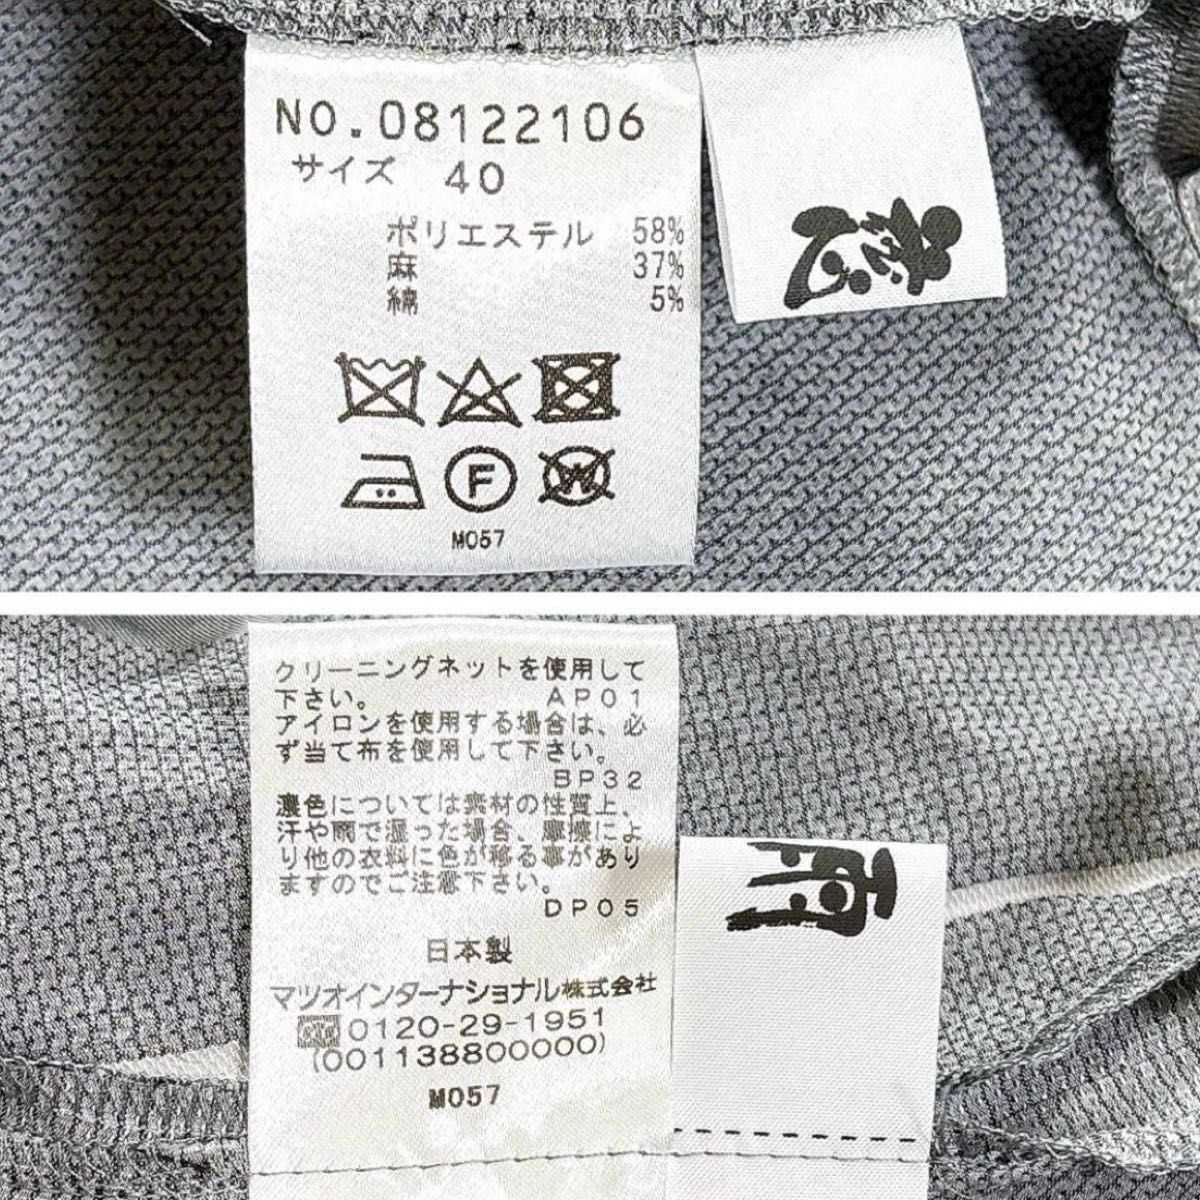 NO.08122106
サイズ 40
ポリエステル 58%
麻 37%
綿 5%
F
W
M057
クリーニングネットを使用して
下さい。 AP01
アイロンを使用する場合は、必
ず当て布を使用して下さい。
BP32
濃色については素材の性質上、
汗や雨で湿った場合、摩擦によ
り他の衣料に色が移る事があり
ますのでご注意下さい。
DP05
日本製
マツオインターナショナル株式会社
0120-29-1951
(001138800000)
M057